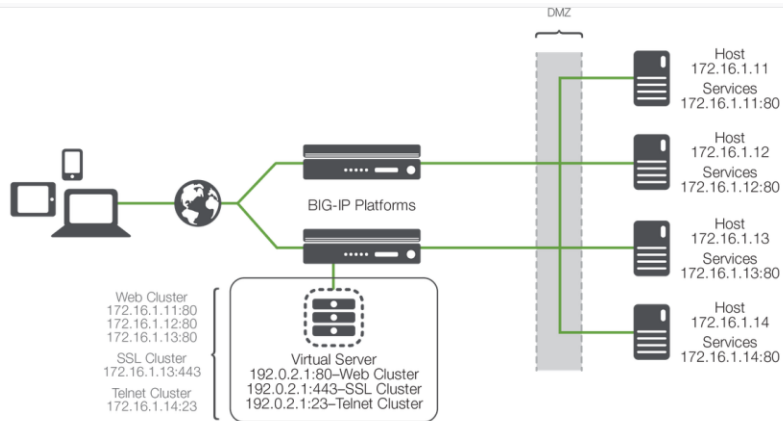 DMZ
Host
172.16.1.11
Services
172.16.1.11:80
Host
172.16.1.12
Services
172.16.1.12:80
BIG-IP Platforms
Host
172.16.1.13
Services
172.16.1.13:80
Web Cluster
172.16.1.11:80
172.16.1.12:80
172.16.1.13:80
SSL Cluster
172.16.1.13:443
Telnet Cluster
172.16.1.14:23
Virtual Server
192.0.2.1:80–Web Cluster
192.0.2.1:443–SSL Cluster
192.0.2.1:23–Telnet Cluster
Host
172.16.1.14
Services
172.16.1.14:80